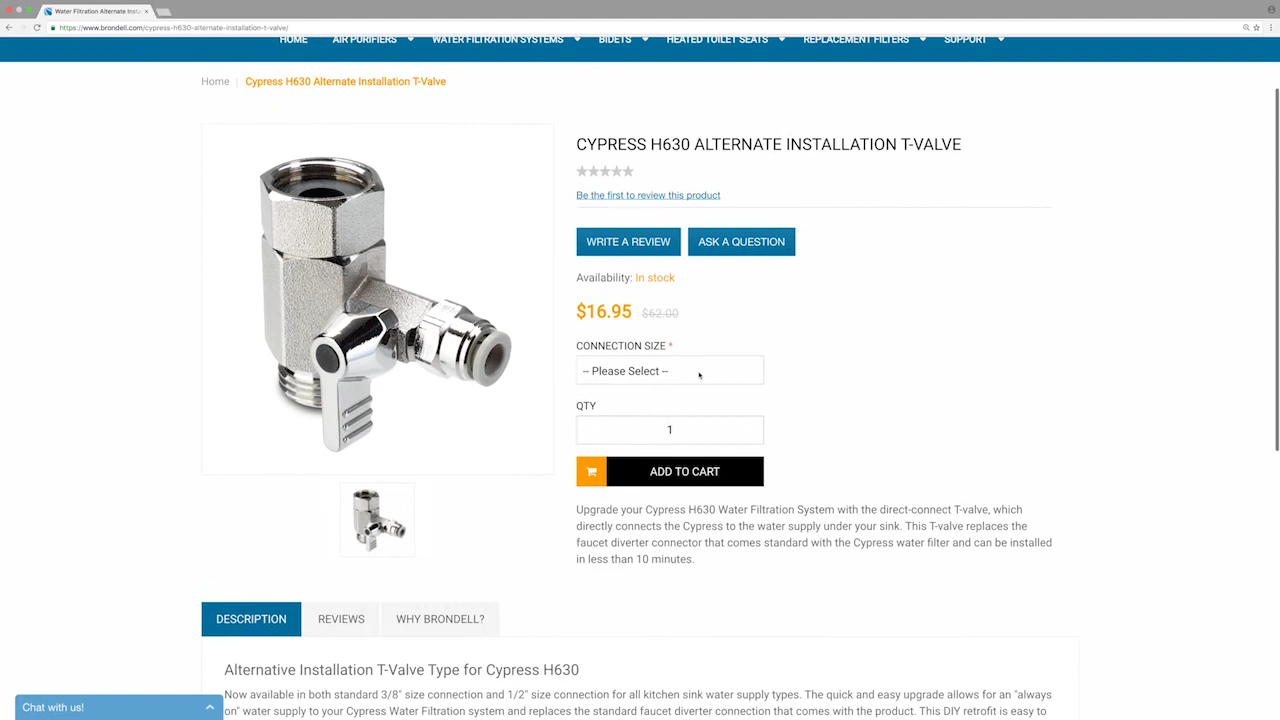 Water Filtration Alternate Insta
https://www.brondell.com/cypress-h630-alternate-installation-t-valve/
HOME AIR PURIFIERS WATER FILTRATION SYSTEMS BIDETS HEATED TOILET SEATS REPLACEMENT FILTERS SUPPORT
Home | Cypress H630 Alternate Installation T-Valve
CYPRESS H630 ALTERNATE INSTALLATION T-VALVE
Be the first to review this product
WRITE A REVIEW ASK A QUESTION
Availability: In stock
$16.95 $62.00
CONNECTION SIZE *
-- Please Select --
QTY
1
ADD TO CART
Upgrade your Cypress H630 Water Filtration System with the direct-connect T-valve, which
directly connects the Cypress to the water supply under your sink. This T-valve replaces the
faucet diverter connector that comes standard with the Cypress water filter and can be installed
in less than 10 minutes.
DESCRIPTION REVIEWS WHY BRONDELL?
Alternative Installation T-Valve Type for Cypress H630
Now available in both standard 3/8" size connection and 1/2" size connection for all kitchen sink water supply types. The quick and easy upgrade allows for an "always
on" water supply to your Cypress Water Filtration system and replaces the standard faucet diverter connection that comes with the product. This DIY retrofit is easy to
Chat with us!